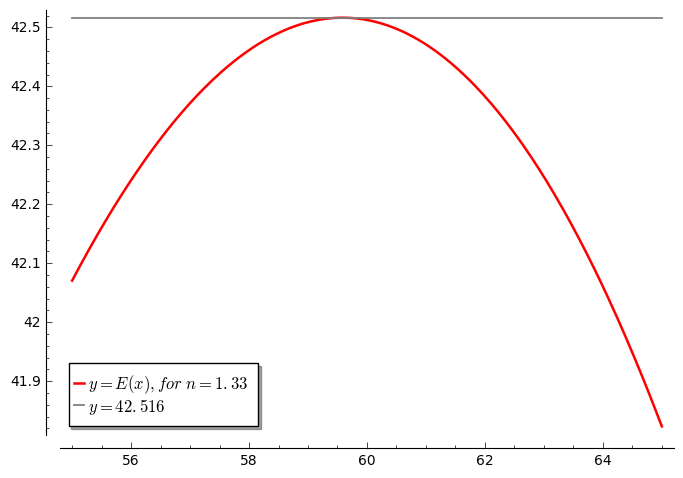 42.5
42.4
42.3
42.2
42.1
42
41.9
y = E(x), for n = 1.33
y = 42.516
56 58 60 62 64